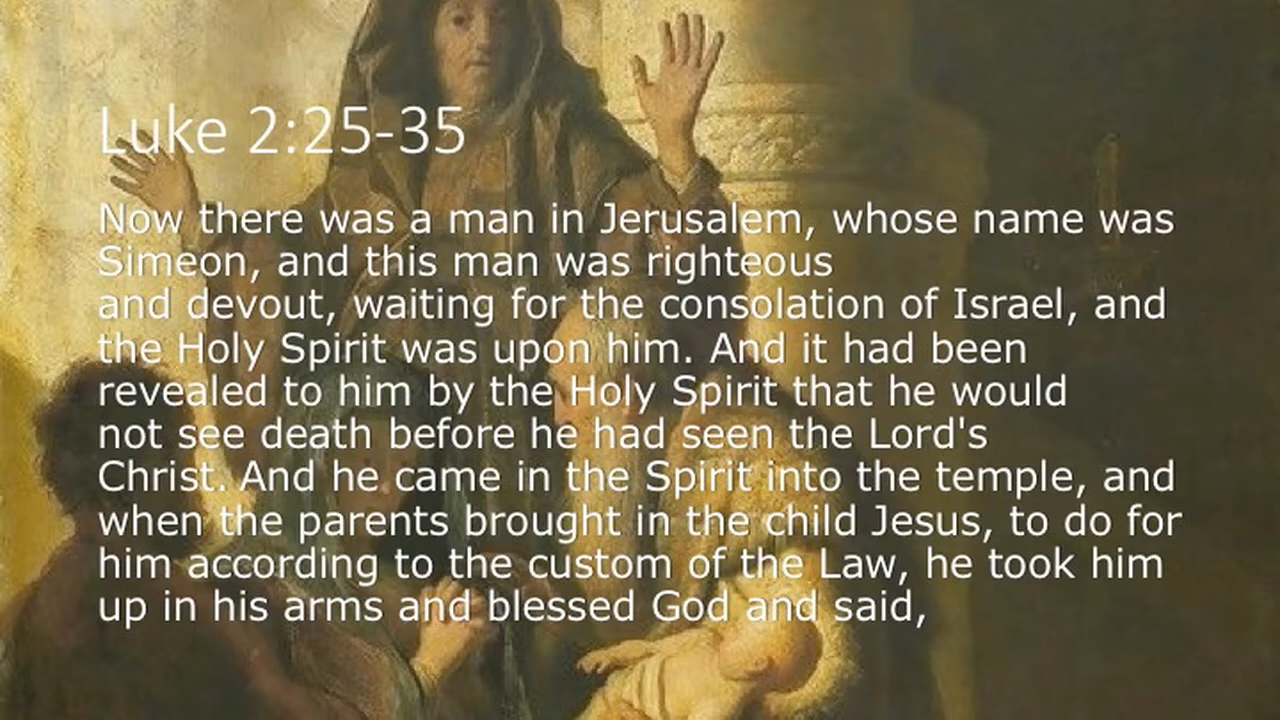 Luke 2:25-35
Now there was a man in Jerusalem, whose name was
Simeon, and this man was righteous
and devout, waiting for the consolation of Israel, and
the Holy Spirit was upon him. And it had been
revealed to him by the Holy Spirit that he would
not see death before he had seen the Lord's
Christ. And he came in the Spirit into the temple, and
when the parents brought in the child Jesus, to do for
him according to the custom of the Law, he took him
up in his arms and blessed God and said,